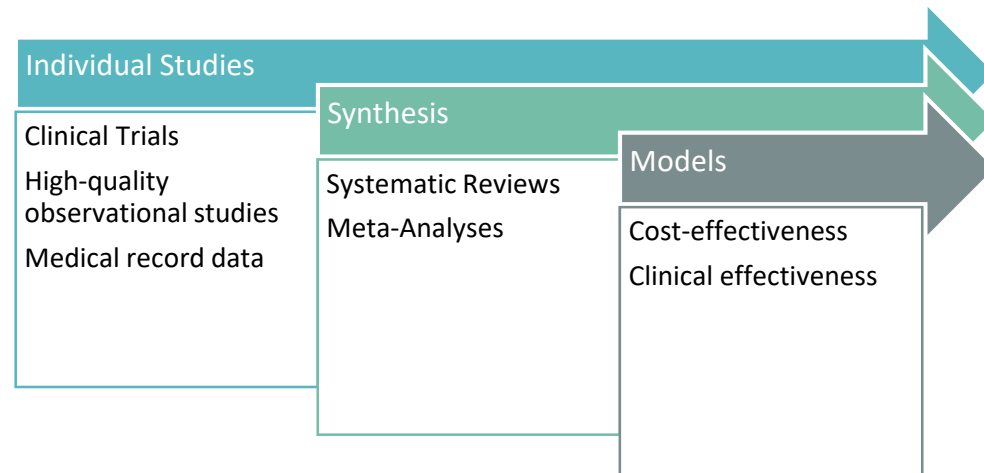 Individual Studies
Clinical Trials
High-quality
observational studies
Medical record data
Synthesis
Systematic Reviews
Meta-Analyses
Models
Cost-effectiveness
Clinical effectiveness